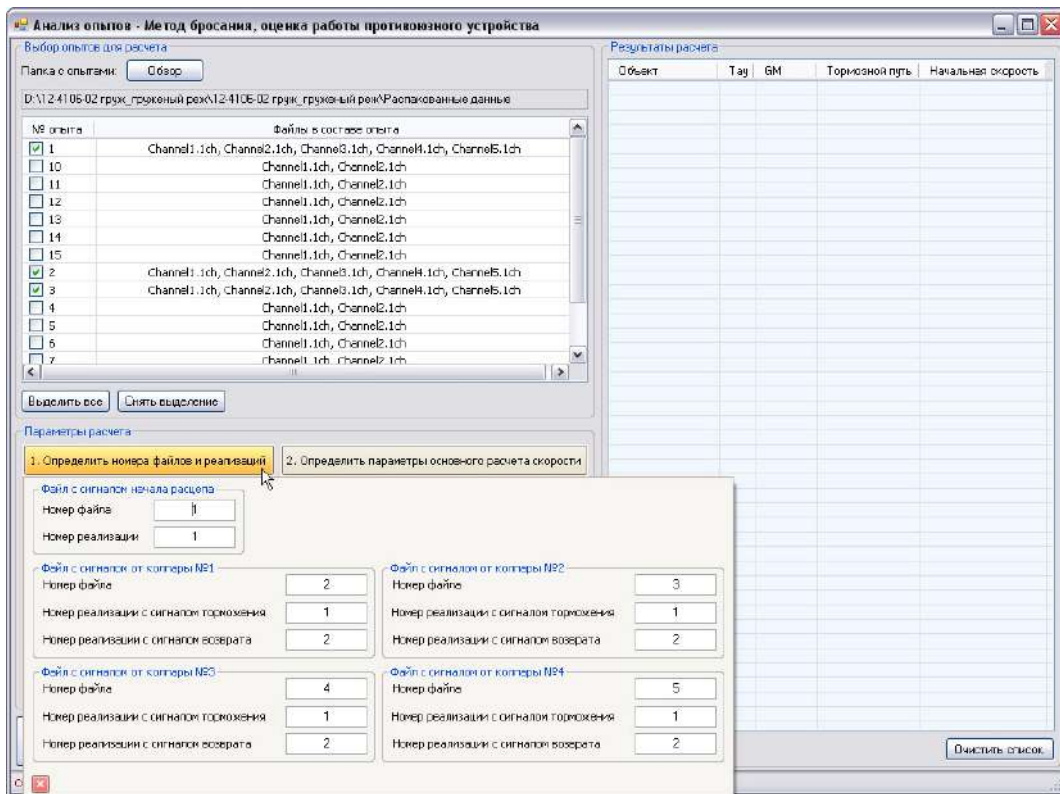 Анализ опытов - Метод бросания, оценка работы противоюзного устройства
Выбор опытов для расчета
Папка с опытами: Обзор
D:\12-4106-02 груж_груженый реж\12-4106-02 груж_груженый реж\Распакованные данные
№ опыта Файлы в составе опыта
1 Channel1.1ch, Channel2.1ch, Channel3.1ch, Channel4.1ch, Channel5.1ch
10 Channel1.1ch, Channel2.1ch
11 Channel1.1ch, Channel2.1ch
12 Channel1.1ch, Channel2.1ch
13 Channel1.1ch, Channel2.1ch
14 Channel1.1ch, Channel2.1ch
15 Channel1.1ch, Channel2.1ch
2 Channel1.1ch, Channel2.1ch, Channel3.1ch, Channel4.1ch, Channel5.1ch
3 Channel1.1ch, Channel2.1ch, Channel3.1ch, Channel4.1ch, Channel5.1ch
4 Channel1.1ch, Channel2.1ch
5 Channel1.1ch, Channel2.1ch
6 Channel1.1ch, Channel2.1ch
7 Channel1.1ch, Channel2.1ch
Выделить все Снять выделение
Результаты расчета
Объект Тау GM Тормозной путь Начальная скорость
Параметры расчета
1. Определить номера файлов и реализаций 2. Определить параметры основного расчета скорости
Файл с сигналом начала расцепа
Номер файла 1
Номер реализации 1
Файл с сигналом от коллеры №1
Номер файла 2
Номер реализации с сигналом торможения 1
Номер реализации с сигналом возврата 2
Файл с сигналом от коллеры №2
Номер файла 3
Номер реализации с сигналом торможения 1
Номер реализации с сигналом возврата 2
Файл с сигналом от коллеры №3
Номер файла 4
Номер реализации с сигналом торможения 1
Номер реализации с сигналом возврата 2
Файл с сигналом от коллеры №4
Номер файла 5
Номер реализации с сигналом торможения 1
Номер реализации с сигналом возврата 2
Очистить список